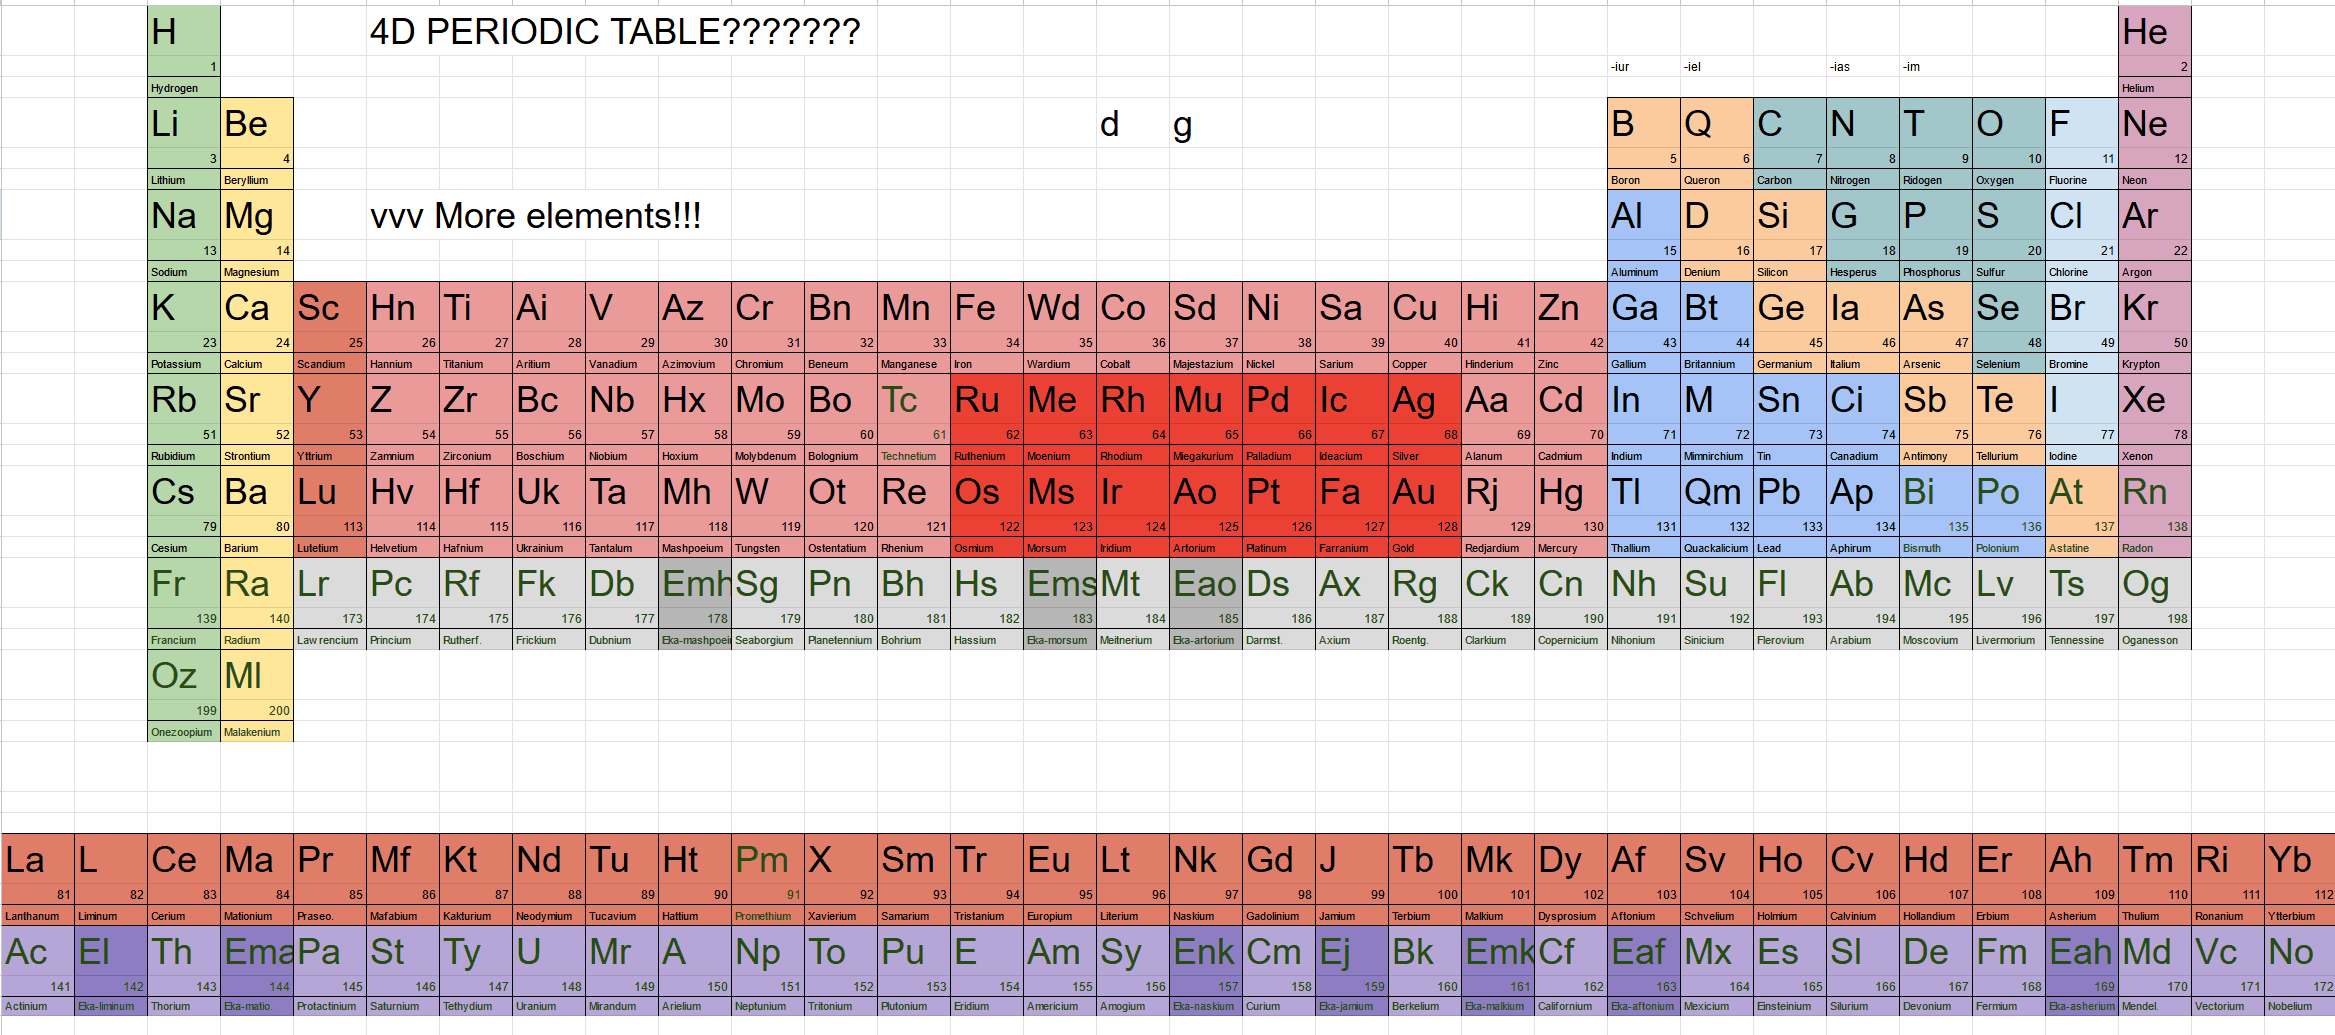 H 4D PERIODIC TABLE??????? He
1 -iur -iel -ias -im 2
Hydrogen Helium
Li Be d g B Q C N T O F Ne
3 4 5 6 7 8 9 10 11 12
Lithium Beryllium Boron Queron Carbon Nitrogen Ridogen Oxygen Fluorine Neon
Na Mg vvv More elements!!! Al D Si G P S Cl Ar
13 14 15 16 17 18 19 20 21 22
Sodium Magnesium Aluminum Denium Silicon Hesperus Phosphorus Sulfur Chlorine Argon
K Ca Sc Hn Ti Ai V Az Cr Bn Mn Fe Wd Co Sd Ni Sa Cu Hi Zn Ga Bt Ge Ia As Se Br Kr
23 24 25 26 27 28 29 30 31 32 33 34 35 36 37 38 39 40 41 42 43 44 45 46 47 48 49 50
Potassium Calcium Scandium Hannium Titanium Aritium Vanadium Azimovium Chromium Beneum Manganese Iron Wardium Cobalt Majestazium Nickel Sarium Copper Hinderium Zinc Gallium Britannium Germanium Italium Arsenic Selenium Bromine Krypton
Rb Sr Y Z Zr Bc Nb Hx Mo Bo Tc Ru Me Rh Mu Pd Ic Ag Aa Cd In M Sn Ci Sb Te I Xe
51 52 53 54 55 56 57 58 59 60 61 62 63 64 65 66 67 68 69 70 71 72 73 74 75 76 77 78
Rubidium Strontium Yttrium Zamnium Zirconium Boschium Niobium Hoxium Molybdenum Bolognium Technetium Ruthenium Moenium Rhodium Miegakurium Palladium Ideacium Silver Alanum Cadmium Indium Mimnirchium Tin Canadium Antimony Tellurium Iodine Xenon
Cs Ba Lu Hv Hf Uk Ta Mh W Ot Re Os Ms Ir Ao Pt Fa Au Rj Hg Tl Qm Pb Ap Bi Po At Rn
79 80 113 114 115 116 117 118 119 120 121 122 123 124 125 126 127 128 129 130 131 132 133 134 135 136 137 138
Cesium Barium Lutetium Helvetium Hafnium Ukrainium Tantalum Mashpoeium Tungsten Ostentatium Rhenium Osmium Morsum Iridium Artorium Platinum Farranium Gold Redjardium Mercury Thallium Quackalicium Lead Aphirum Bismuth Polonium Astatine Radon
Fr Ra Lr Pc Rf Fk Db Emh Sg Pn Bh Hs Ems Mt Eao Ds Ax Rg Ck Cn Nh Su Fl Ab Mc Lv Ts Og
139 140 173 174 175 176 177 178 179 180 181 182 183 184 185 186 187 188 189 190 191 192 193 194 195 196 197 198
Francium Radium Lawrencium Princium Rutherf. Frickium Dubnium Eka-mashpoei Seaborgium Planetennium Bohrium Hassium Eka-morsum Meitnerium Eka-artorium Darmst. Axium Roentg. Clarkium Copernicium Nihonium Sinicium Flerovium Arabium Moscovium Livermorium Tennessine Oganesson
Oz Ml
199 200
Onezoopium Malakenium
La L Ce Ma Pr Mf Kt Nd Tu Ht Pm X Sm Tr Eu Lt Nk Gd J Tb Mk Dy Af Sv Ho Cv Hd Er Ah Tm Ri Yb
81 82 83 84 85 86 87 88 89 90 91 92 93 94 95 96 97 98 99 100 101 102 103 104 105 106 107 108 109 110 111 112
Lanthanum Liminum Cerium Mationium Praseo. Mafabium Kakturium Neodymium Tucavium Hattium Promethium Xavierium Samarium Tristanium Europium Literium Naskium Gadolinium Jamium Terbium Malkium Dysprosium Aftonium Schvelium Holmium Calvinium Hollandium Erbium Asherium Thulium Ronanium Ytterbium
Ac El Th Ema Pa St Ty U Mr A Np To Pu E Am Sy Enk Cm Ej Bk Emk Cf Eaf Mx Es Sl De Fm Eah Md Vc No
141 142 143 144 145 146 147 148 149 150 151 152 153 154 155 156 157 158 159 160 161 162 163 164 165 166 167 168 169 170 171 172
Actinium Eka-liminum Thorium Eka-matio. Protactinium Saturnium Tethydium Uranium Mirandum Arielium Neptunium Tritonium Plutonium Eridium Americium Amogium Eka-naskium Curium Eka-jamium Berkelium Eka-malkium Californium Eka-aftonium Mexicium Einsteinium Silurium Devonium Fermium Eka-asherium Mendel. Vectorium Nobelium